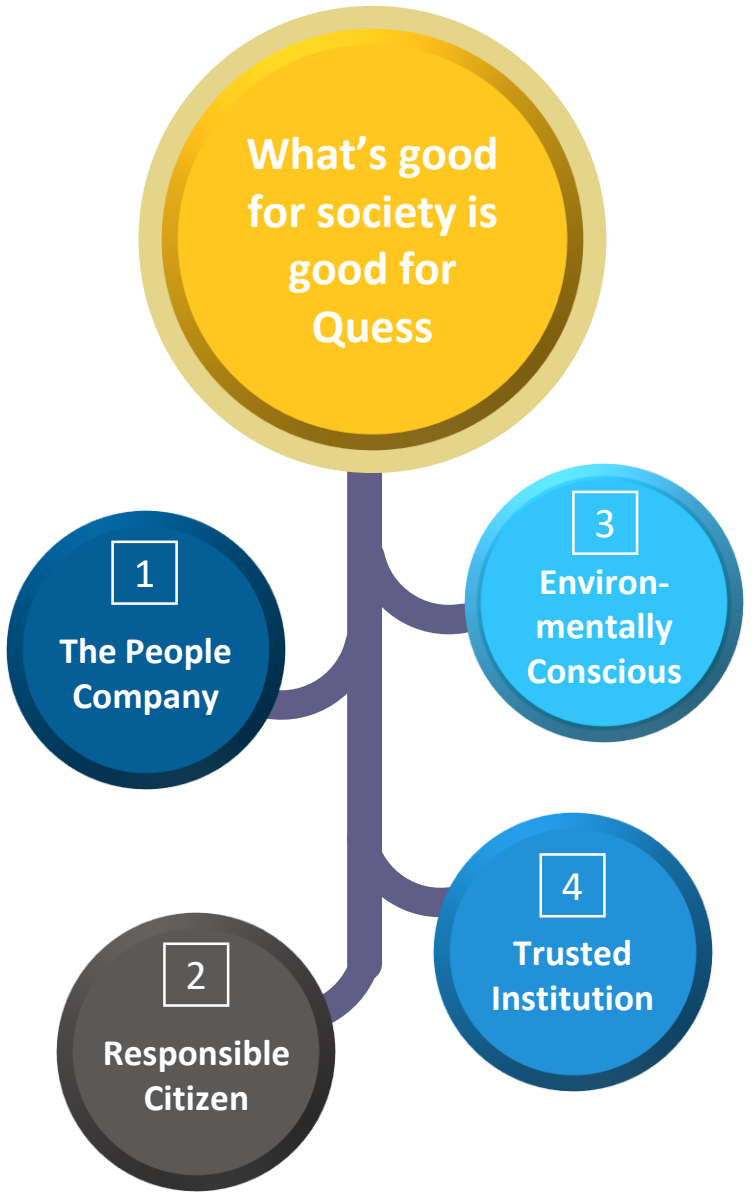 What’s good
for society is
good for
Quess
1
The People
Company
2
Responsible
Citizen
3
Environ-
mentally
Conscious
4
Trusted
Institution